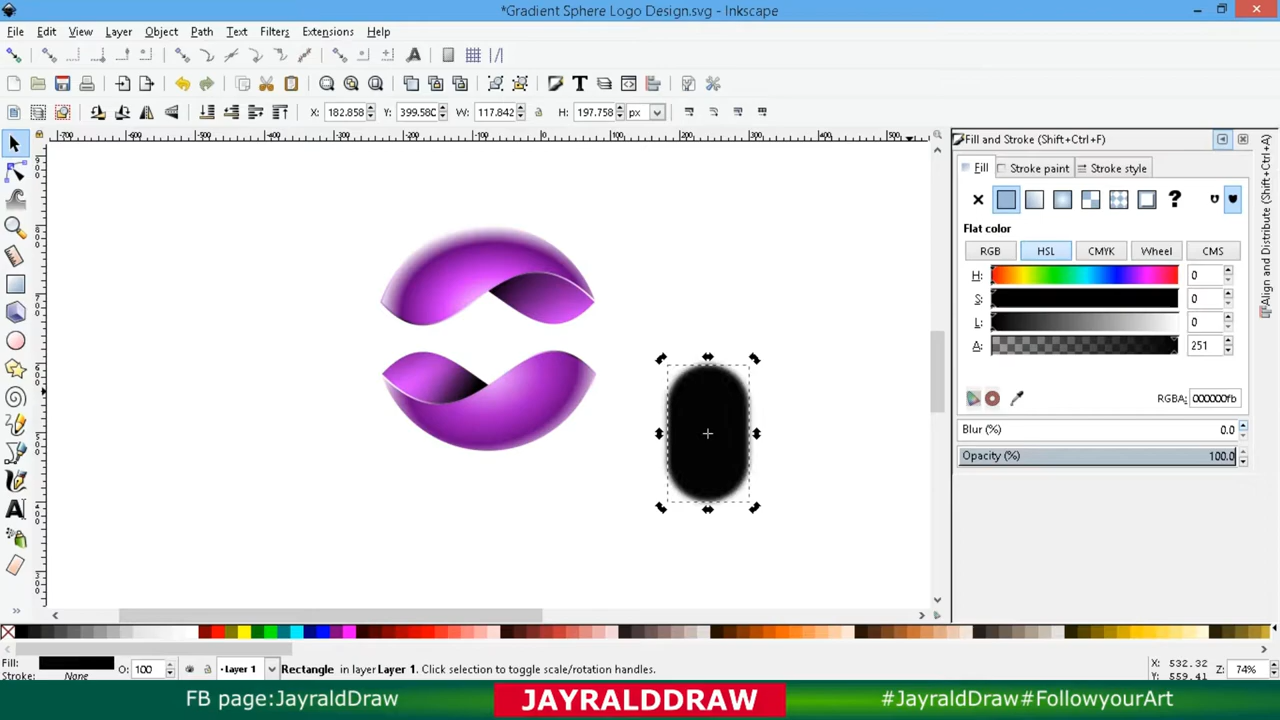 *Gradient Sphere Logo Design.svg - Inkscape
File Edit View Layer Object Path Text Filters Extensions Help
X: 182.858 Y: 399.580 W: 117.842 H: 197.758 px
Fill and Stroke (Shift+Ctrl+F)
Fill Stroke paint Stroke style
Flat color
RGB HSL CMYK Wheel CMS
H: 0
S: 0
L: 0
A: 251
RGBA: 000000fb
Blur (%) 0.0
Opacity (%) 100.0
Align and Distribute (Shift+Ctrl+A)
Fill:
Stroke: None
O: 100
Layer 1
Rectangle in layer Layer 1. Click selection to toggle scale/rotation handles.
X: 532.32
Y: 559.41
Z: 74%
FB page:JayraldDraw
JAYRALDDRAW
#JayraldDraw#FollowyourArt